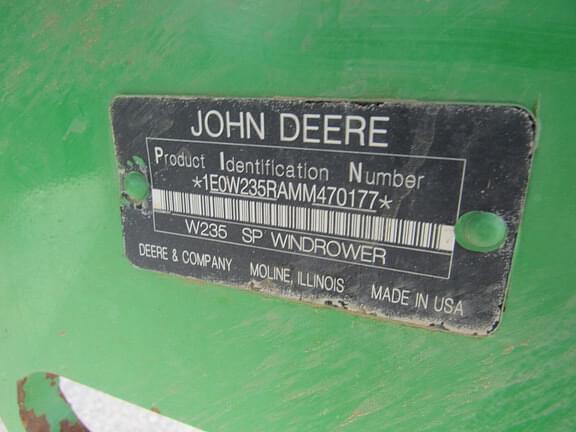 JOHN DEERE
Product Identification Number
*1E0W235RAMM470177*
W235 SP WINDROWER
DEERE & COMPANY MOLINE, ILLINOIS MADE IN USA